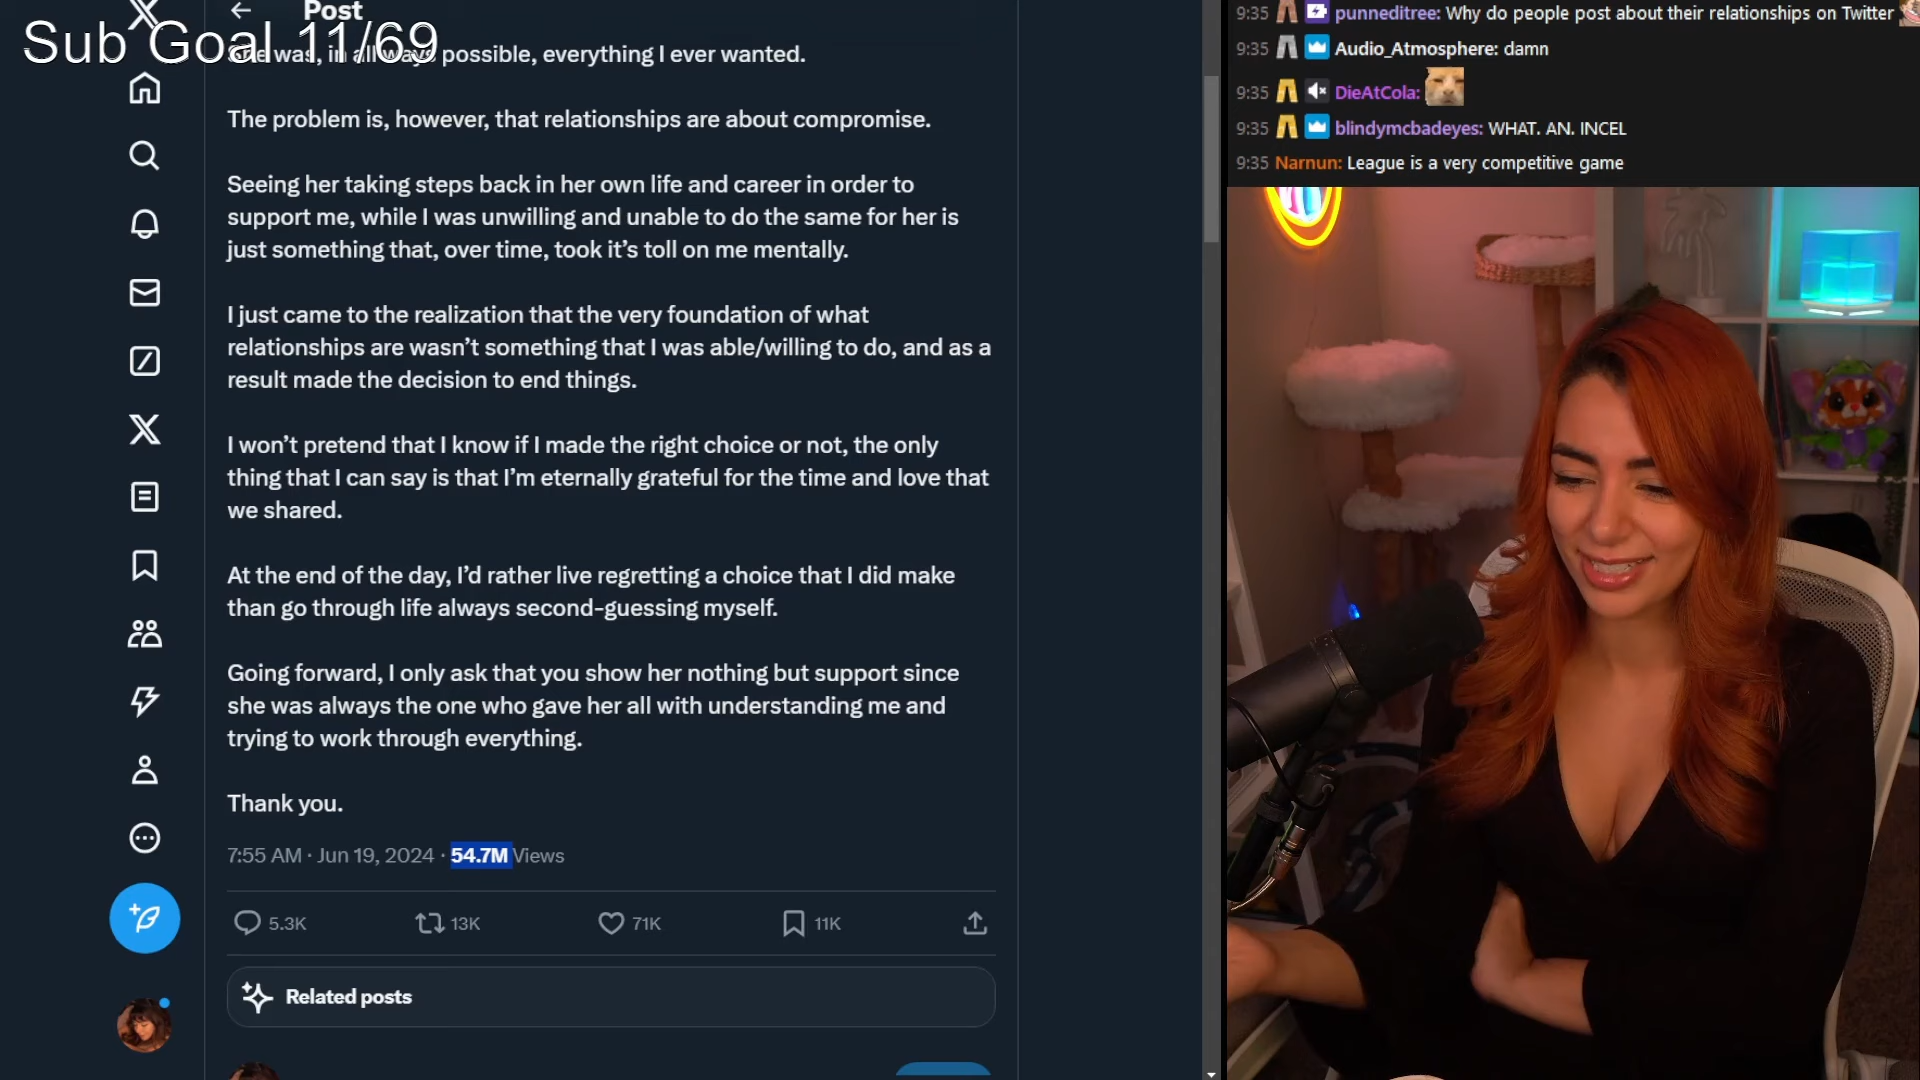 Post
Sub Goal 11/69
She was, in all ways possible, everything I ever wanted.
The problem is, however, that relationships are about compromise.
Seeing her taking steps back in her own life and career in order to
support me, while I was unwilling and unable to do the same for her is
just something that, over time, took it’s toll on me mentally.
I just came to the realization that the very foundation of what
relationships are wasn’t something that I was able/willing to do, and as a
result made the decision to end things.
I won’t pretend that I know if I made the right choice or not, the only
thing that I can say is that I’m eternally grateful for the time and love that
we shared.
At the end of the day, I’d rather live regretting a choice that I did make
than go through life always second-guessing myself.
Going forward, I only ask that you show her nothing but support since
she was always the one who gave her all with understanding me and
trying to work through everything.
Thank you.
7:55 AM · Jun 19, 2024 · 54.7M Views
5.3K 13K 71K 11K
Related posts
9:35 punneditree: Why do people post about their relationships on Twitter
9:35 Audio_Atmosphere: damn
9:35 DieAtCola:
9:35 blindymcbadeyes: WHAT. AN. INCEL
9:35 Narnun: League is a very competitive game